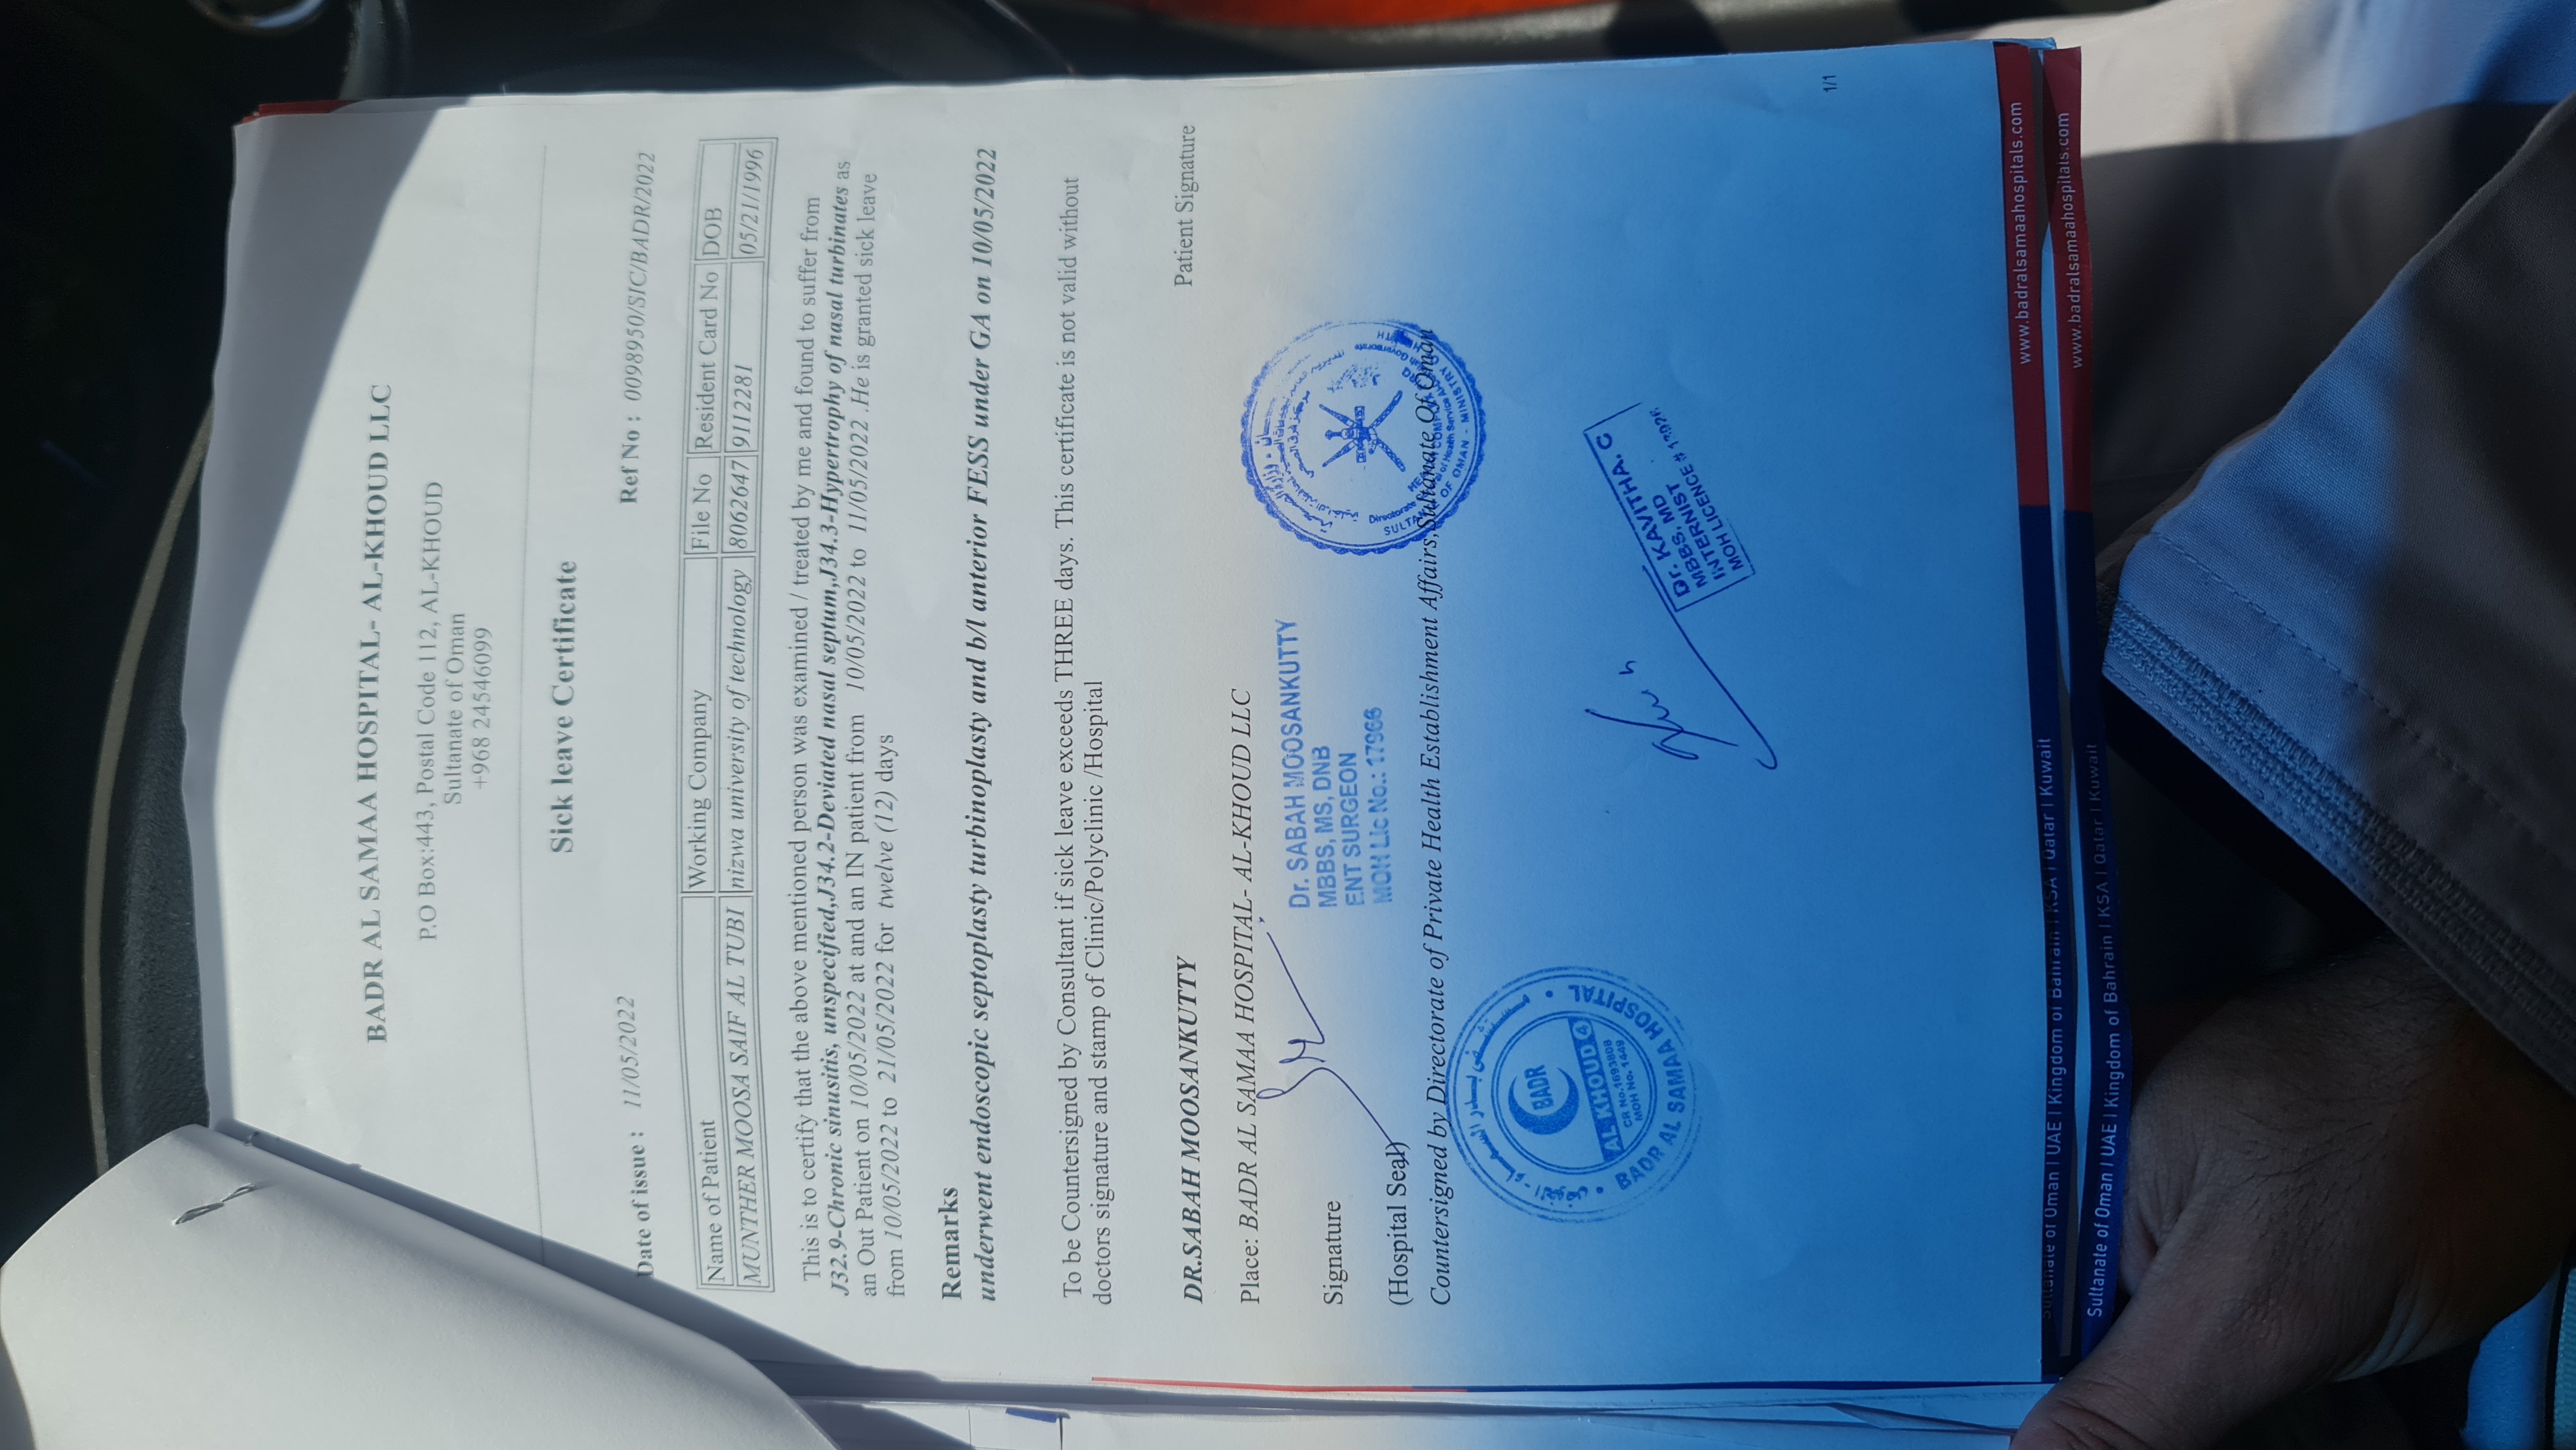 BADR AL SAMAA HOSPITAL- AL-KHOUD LLC
P.O Box:443, Postal Code 112, AL-KHOUD
Sultanate of Oman
+968 24546099
Sick leave Certificate
Date of issue : 11/05/2022 Ref No : 0098950/SIC/BADR/2022
Name of Patient Working Company File No Resident Card No DOB
MUNTHER MOOSA SAIF AL TUBI nizwa university of technology 8062647 9112281 05/21/1996
This is to certify that the above mentioned person was examined / treated by me and found to suffer from
J32.9-Chronic sinusitis, unspecified,J34.2-Deviated nasal septum,J34.3-Hypertrophy of nasal turbinates as
an Out Patient on 10/05/2022 at and an IN patient from 10/05/2022 to 11/05/2022 .He is granted sick leave
from 10/05/2022 to 21/05/2022 for twelve (12) days
Remarks
underwent endoscopic septoplasty turbinoplasty and b/l anterior FESS under GA on 10/05/2022
To be Countersigned by Consultant if sick leave exceeds THREE days. This certificate is not valid without
doctors signature and stamp of Clinic/Polyclinic /Hospital
DR.SABAH MOOSANKUTTY Patient Signature
Place: BADR AL SAMAA HOSPITAL- AL-KHOUD LLC
Dr. SABAH MOOSANKUTTY
MBBS, MS, DNB
ENT SURGEON
MOH Lic No.: 17966
Signature
(Hospital Seal)
Countersigned by Directorate of Private Health Establishment Affairs,Sultanate Of Oman
OF OMAN - MINISTRY
مستشفى بدر السماء - الخوض
BADR
AL KHOUD 4
CR No.1693808
MOH No. 1449
BADR AL SAMAA HOSPITAL
Dr. KAVITHA. C
MBBS, MD
INTERNIST
MOH LICENCE #
1/1
www.badralsamaahospitals.com
Sultanate of Oman | UAE | Kingdom of Bahrain | KSA | Qatar | Kuwait
www.badralsamaahospitals.com
Sultanate of Oman | UAE | Kingdom of Bahrain | KSA | Qatar | Kuwait